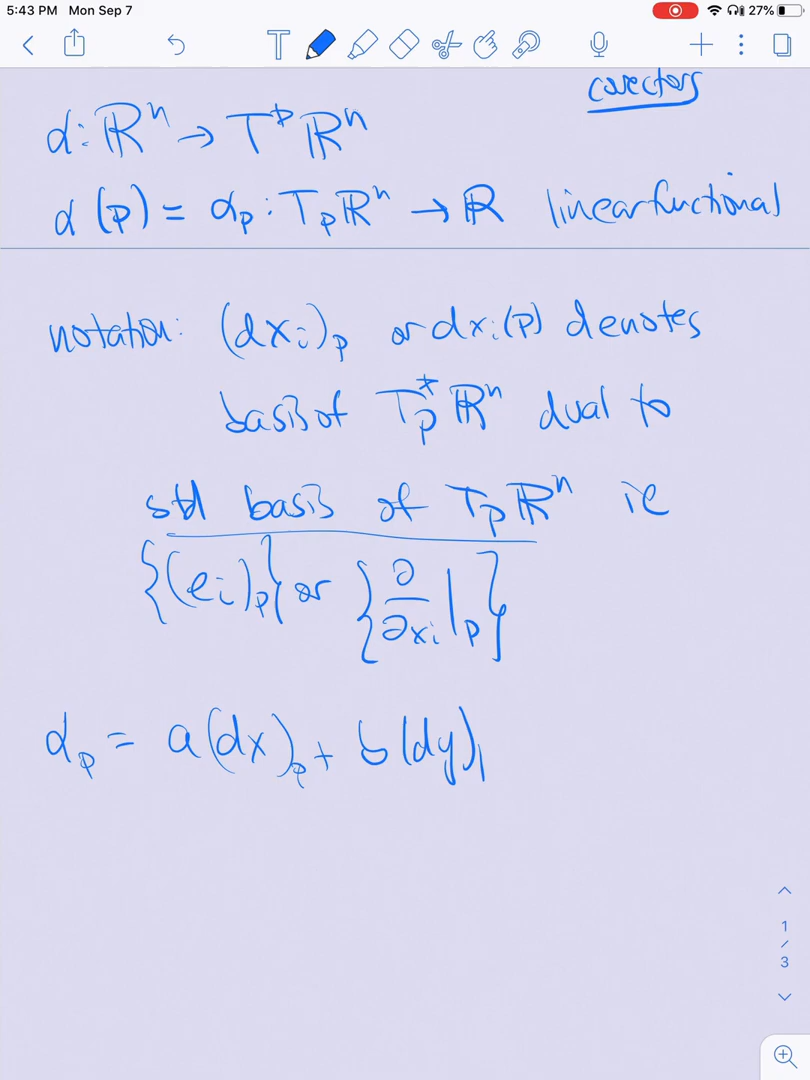 5:43 PM Mon Sep 7 27%
covectors
α: ℝⁿ → T*ℝⁿ
α(p) = αₚ : Tₚℝⁿ → ℝ linear functional
notation: (dxᵢ)ₚ or dxᵢ(p) denotes
basis of Tₚ*ℝⁿ dual to
std basis of Tₚℝⁿ ie
{(eᵢ)ₚ} or {∂/∂xᵢ|ₚ}
αₚ = a(dx)ₚ + b(dy)
1
/
3